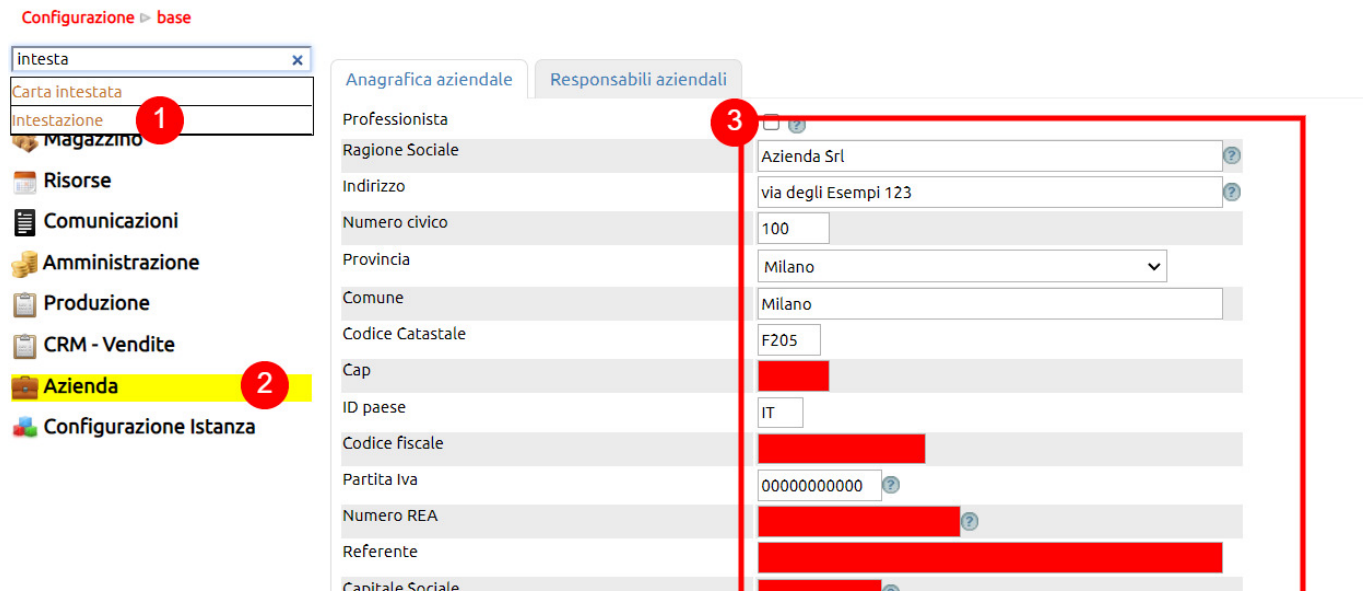 Configurazione ▷ base
intesta ×
Carta intestata
Intestazione
1
Magazzino
Risorse
Comunicazioni
Amministrazione
Produzione
CRM - Vendite
Azienda
2
Configurazione Istanza
Anagrafica aziendale
Responsabili aziendali
3
Professionista ?
Ragione Sociale Azienda Srl ?
Indirizzo via degli Esempi 123 ?
Numero civico 100
Provincia Milano
Comune Milano
Codice Catastale F205
Cap
ID paese IT
Codice fiscale
Partita Iva 00000000000 ?
Numero REA ?
Referente
Capitale Sociale ?